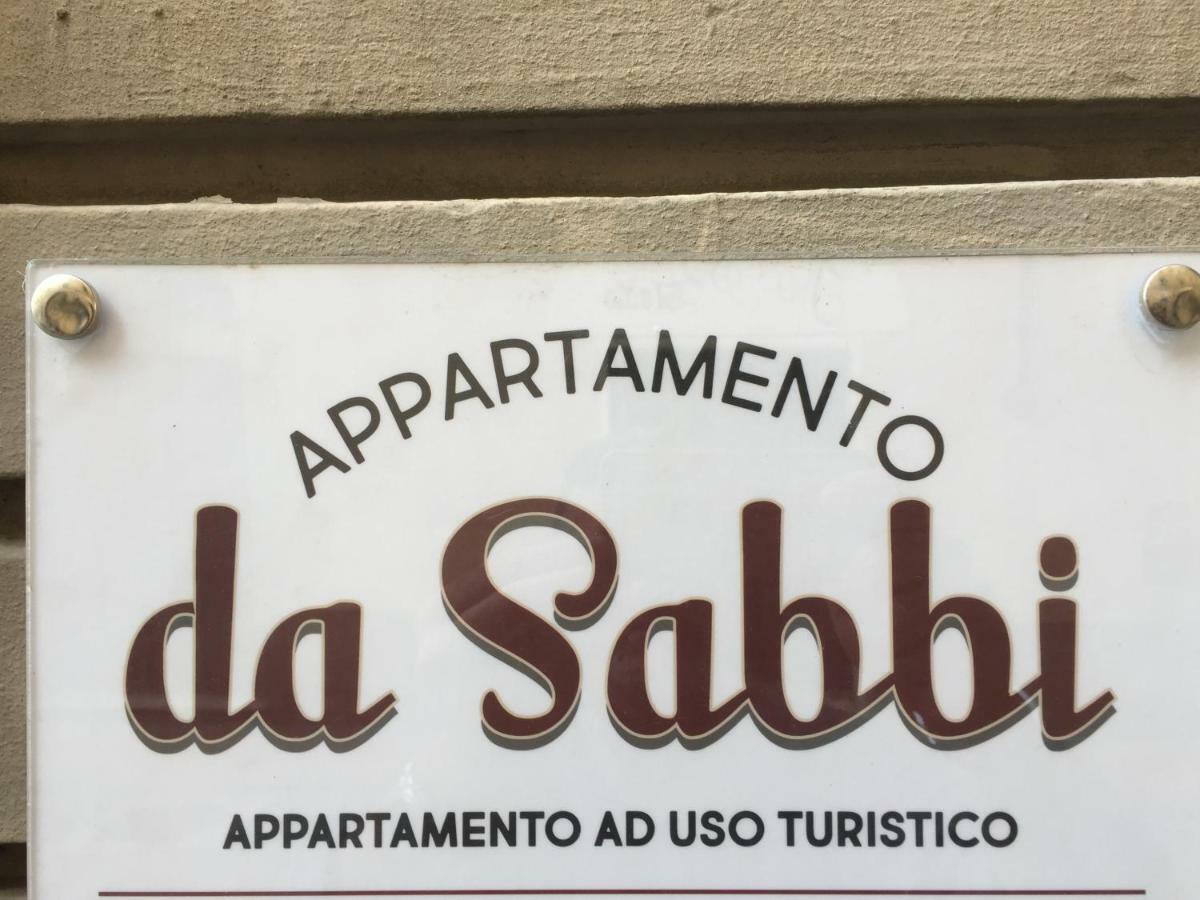 APPARTAMENTO
da Sabbi
APPARTAMENTO AD USO TURISTICO